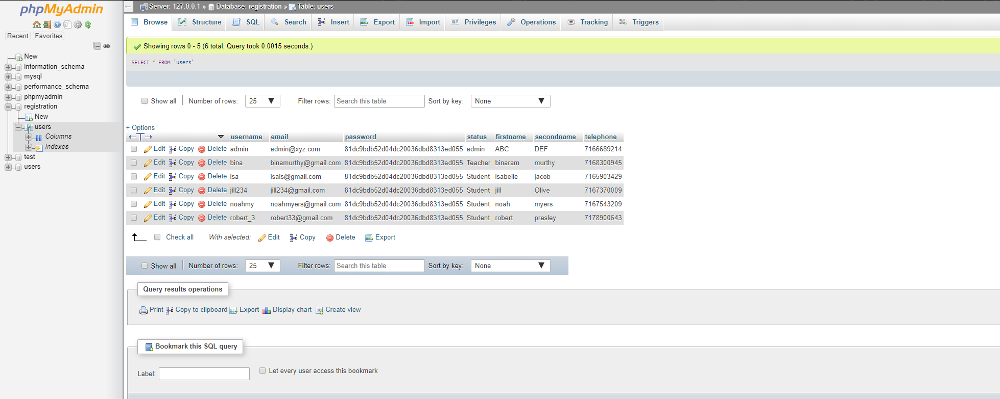 phpMyAdmin
Recent Favorites
New
information_schema
mysql
performance_schema
phpmyadmin
registration
New
users
Columns
Indexes
test
users
Server: 127.0.0.1 » Database: registration » Table: users
Browse Structure SQL Search Insert Export Import Privileges Operations Tracking Triggers
Showing rows 0 - 5 (6 total, Query took 0.0015 seconds.)
SELECT * FROM `users`
Show all Number of rows: 25 Filter rows: Search this table Sort by key: None
+ Options
username email password status firstname secondname telephone
Edit Copy Delete admin admin@xyz.com 81dc9bdb52d04dc20036dbd8313ed055 admin ABC DEF 7166689214
Edit Copy Delete bina binamurthy@gmail.com 81dc9bdb52d04dc20036dbd8313ed055 Teacher binaram murthy 7168300945
Edit Copy Delete isa isais@gmail.com 81dc9bdb52d04dc20036dbd8313ed055 Student isabelle jacob 7165903429
Edit Copy Delete jill234 jill234@gmail.com 81dc9bdb52d04dc20036dbd8313ed055 Student jill Olive 7167370009
Edit Copy Delete noahmy noahmyers@gmail.com 81dc9bdb52d04dc20036dbd8313ed055 Student noah myers 7167543209
Edit Copy Delete robert_3 robert33@gmail.com 81dc9bdb52d04dc20036dbd8313ed055 Student robert presley 7178900643
Check all With selected: Edit Copy Delete Export
Show all Number of rows: 25 Filter rows: Search this table Sort by key: None
Query results operations
Print Copy to clipboard Export Display chart Create view
Bookmark this SQL query
Label: Let every user access this bookmark